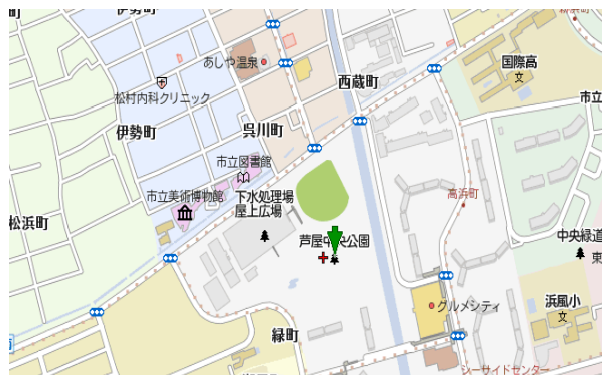 町
伊勢町
国際高
あしや温泉
西蔵町
松村内科クリニック
市立
伊勢町
呉川町
市立図書館
市立美術博物館
下水処理場
屋上広場
高浜町
松浜町
芦屋中央公園
中央緑道
東
グルメシティ
浜風小
緑町
シーサイドセンター